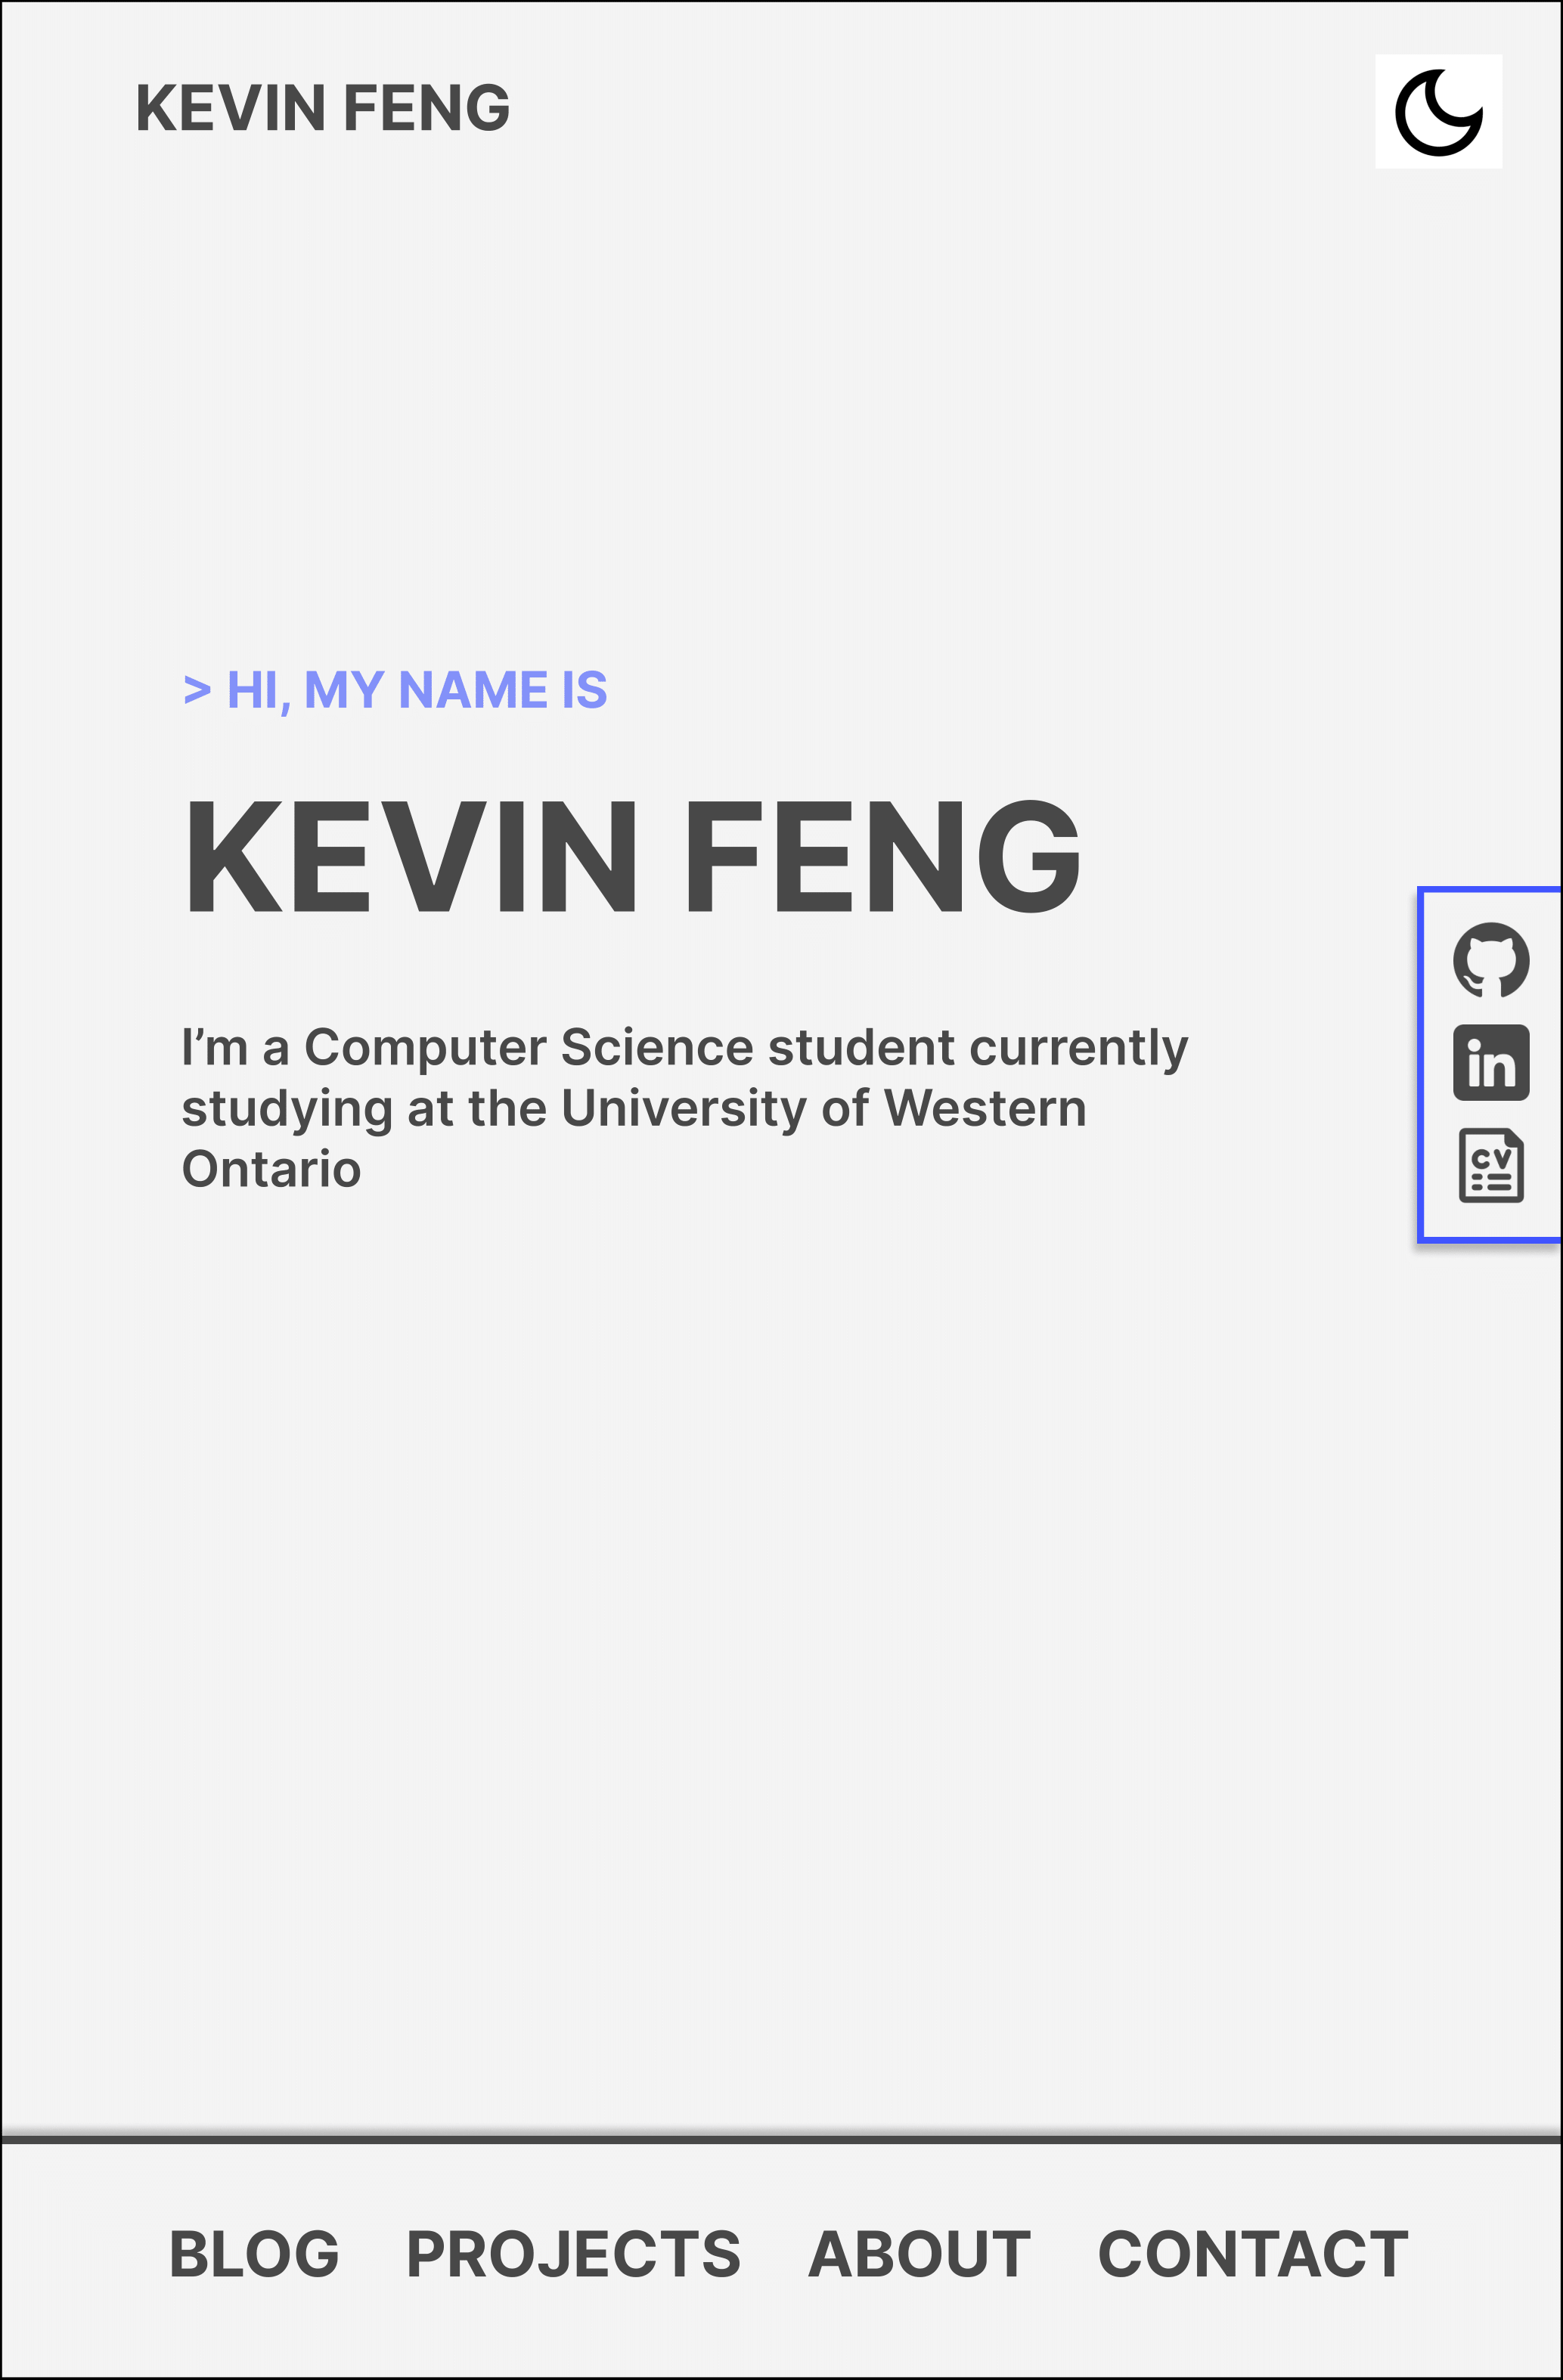 KEVIN FENG
> HI, MY NAME IS
KEVIN FENG
I'm a Computer Science student currently
studying at the University of Western
Ontario
in
CV
BLOG PROJECTS ABOUT CONTACT